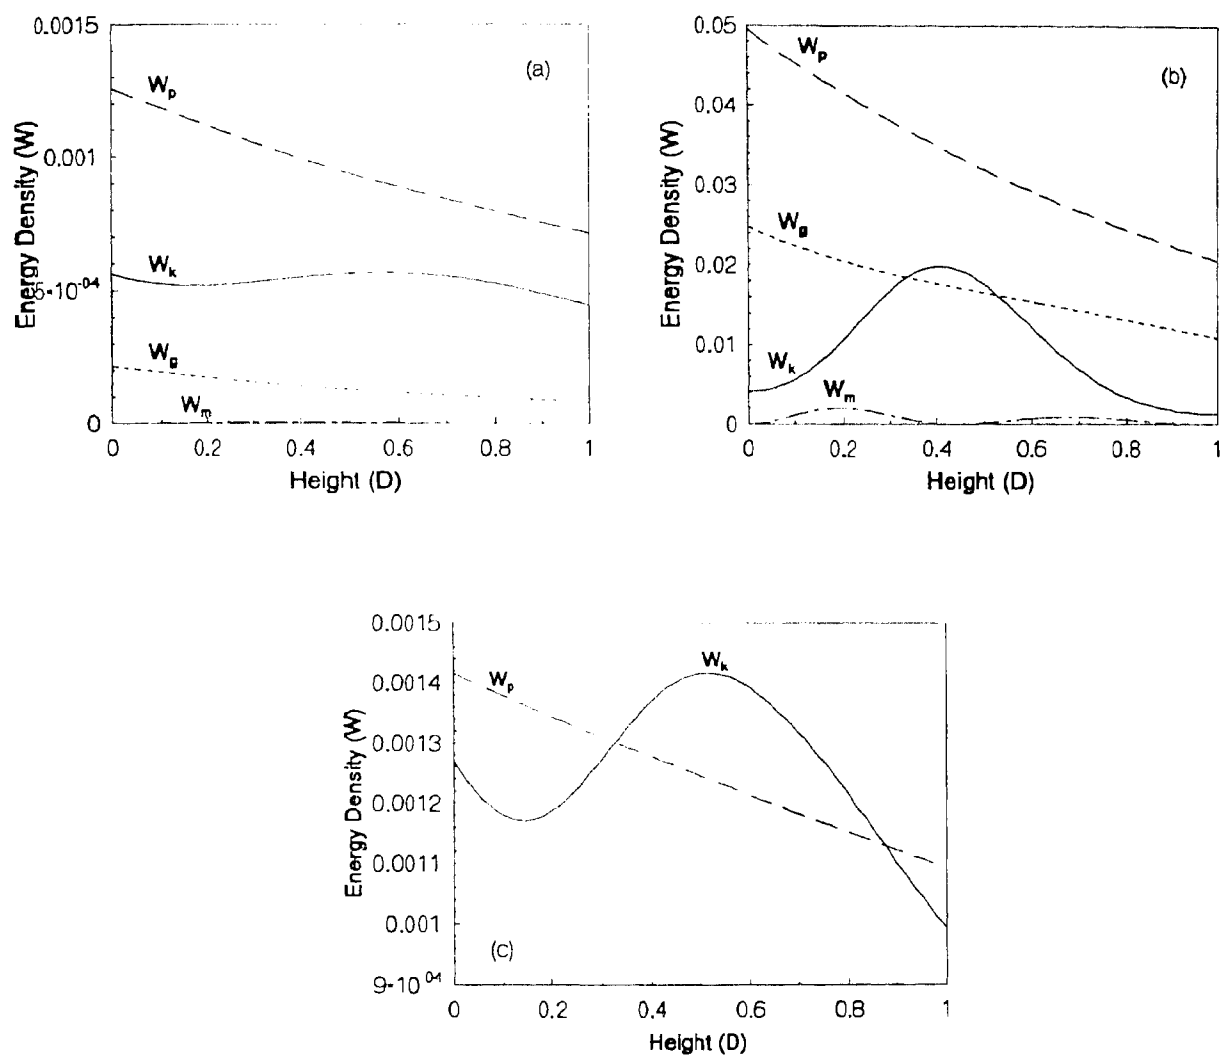 0.0015
(a)
W_p
0.001
W_k
5·10⁻⁰⁴
W_g
W_m
0
0 0.2 0.4 0.6 0.8 1
Height (D)
Energy Density (W)
0.05
W_p
(b)
0.04
0.03
W_g
0.02
0.01
W_k
W_m
0
0 0.2 0.4 0.6 0.8 1
Height (D)
Energy Density (W)
0.0015
W_k
W_p
0.0014
0.0013
0.0012
0.0011
0.001
(c)
9·10⁻⁰⁴
0 0.2 0.4 0.6 0.8 1
Height (D)
Energy Density (W)